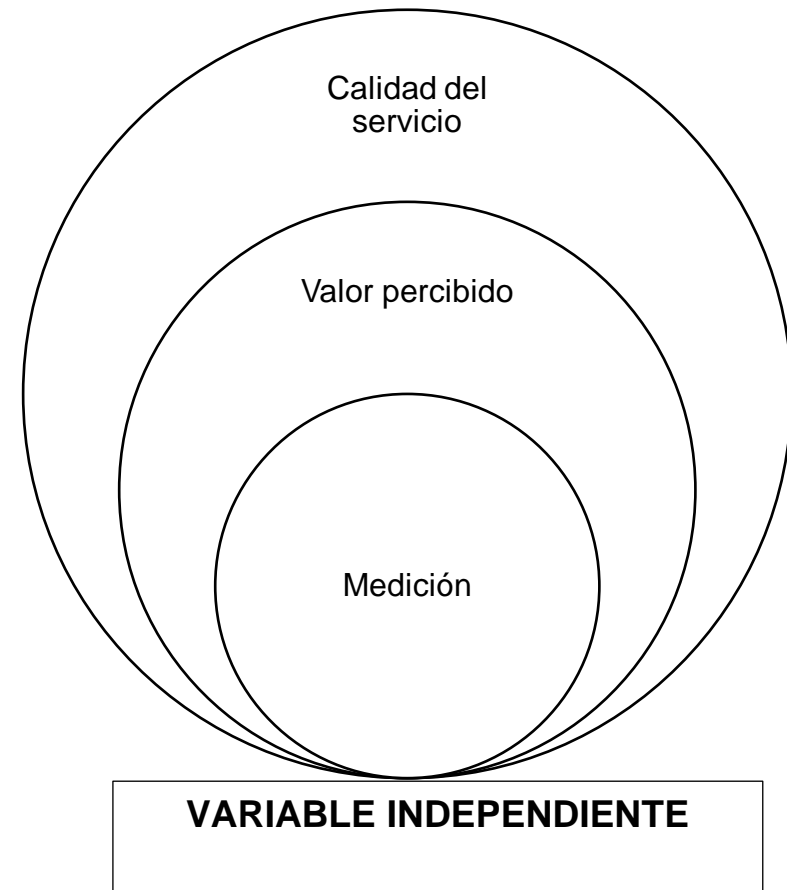 Calidad del
servicio
Valor percibido
Medición
VARIABLE INDEPENDIENTE